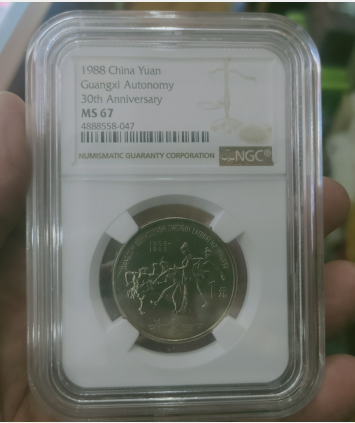 1988 China Yuan
Guangxi Autonomy
30th Anniversary
MS 67
4888558-047
NUMISMATIC GUARANTY CORPORATION
NGC®